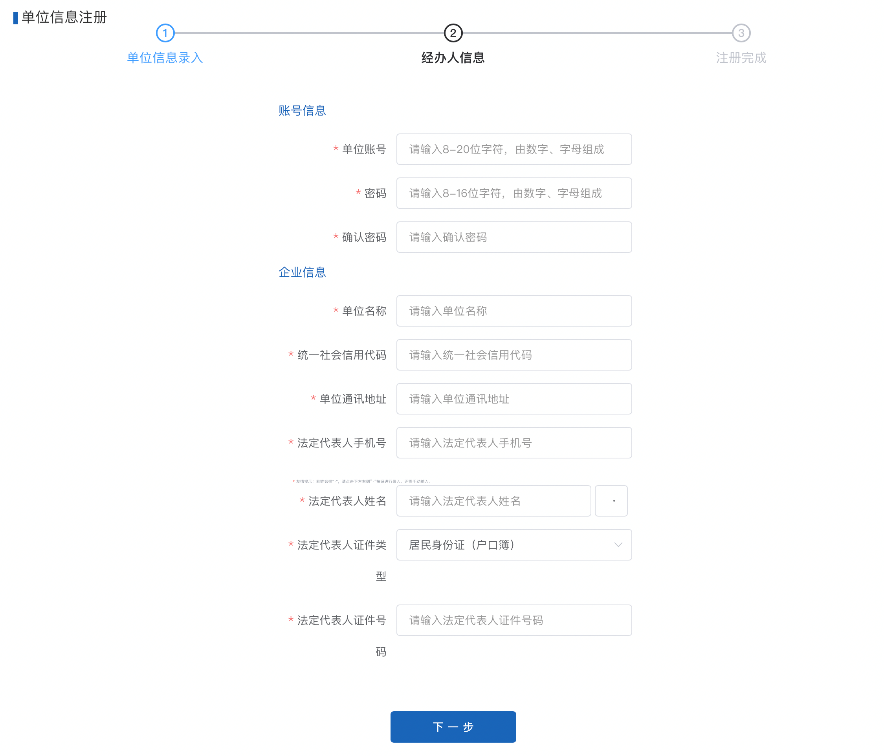 单位信息注册
1 2 3
单位信息录入 经办人信息 注册完成
账号信息
* 单位账号 请输入8-20位字符，由数字、字母组成
* 密码 请输入8-16位字符，由数字、字母组成
* 确认密码 请输入确认密码
企业信息
* 单位名称 请输入单位名称
* 统一社会信用代码 请输入统一社会信用代码
* 单位通讯地址 请输入单位通讯地址
* 法定代表人手机号 请输入法定代表人手机号
* 法定代表人姓名 请输入法定代表人姓名 ·
* 法定代表人证件类 居民身份证（户口簿）
型
* 法定代表人证件号 请输入法定代表人证件号码
码
下一步